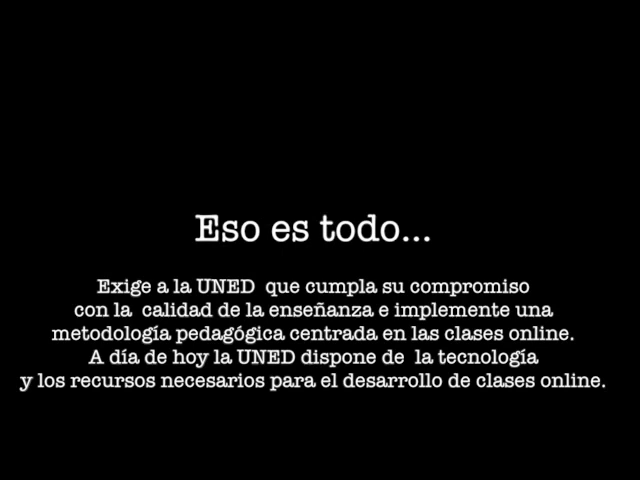 Eso es todo...
Exige a la UNED que cumpla su compromiso
con la calidad de la enseñanza e implemente una
metodología pedagógica centrada en las clases online.
A día de hoy la UNED dispone de la tecnología
y los recursos necesarios para el desarrollo de clases online.